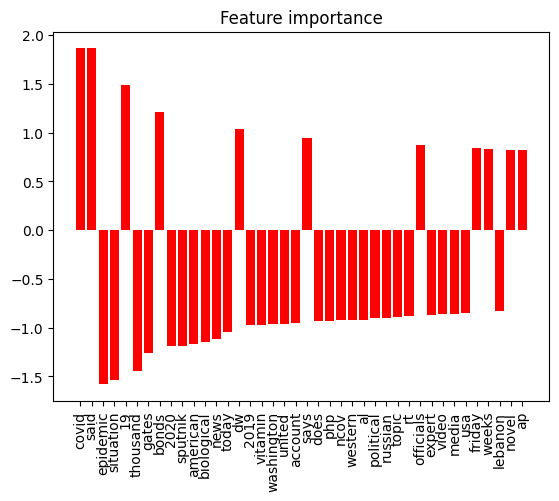 Feature importance
2.0
1.5
1.0
0.5
0.0
−0.5
−1.0
−1.5
covid
said
epidemic
situation
19
thousand
gates
bonds
2020
sputnik
american
biological
news
today
dw
2019
vitamin
washington
united
account
says
does
php
ncov
western
al
political
russian
topic
rt
officials
expert
video
media
usa
friday
weeks
lebanon
novel
ap